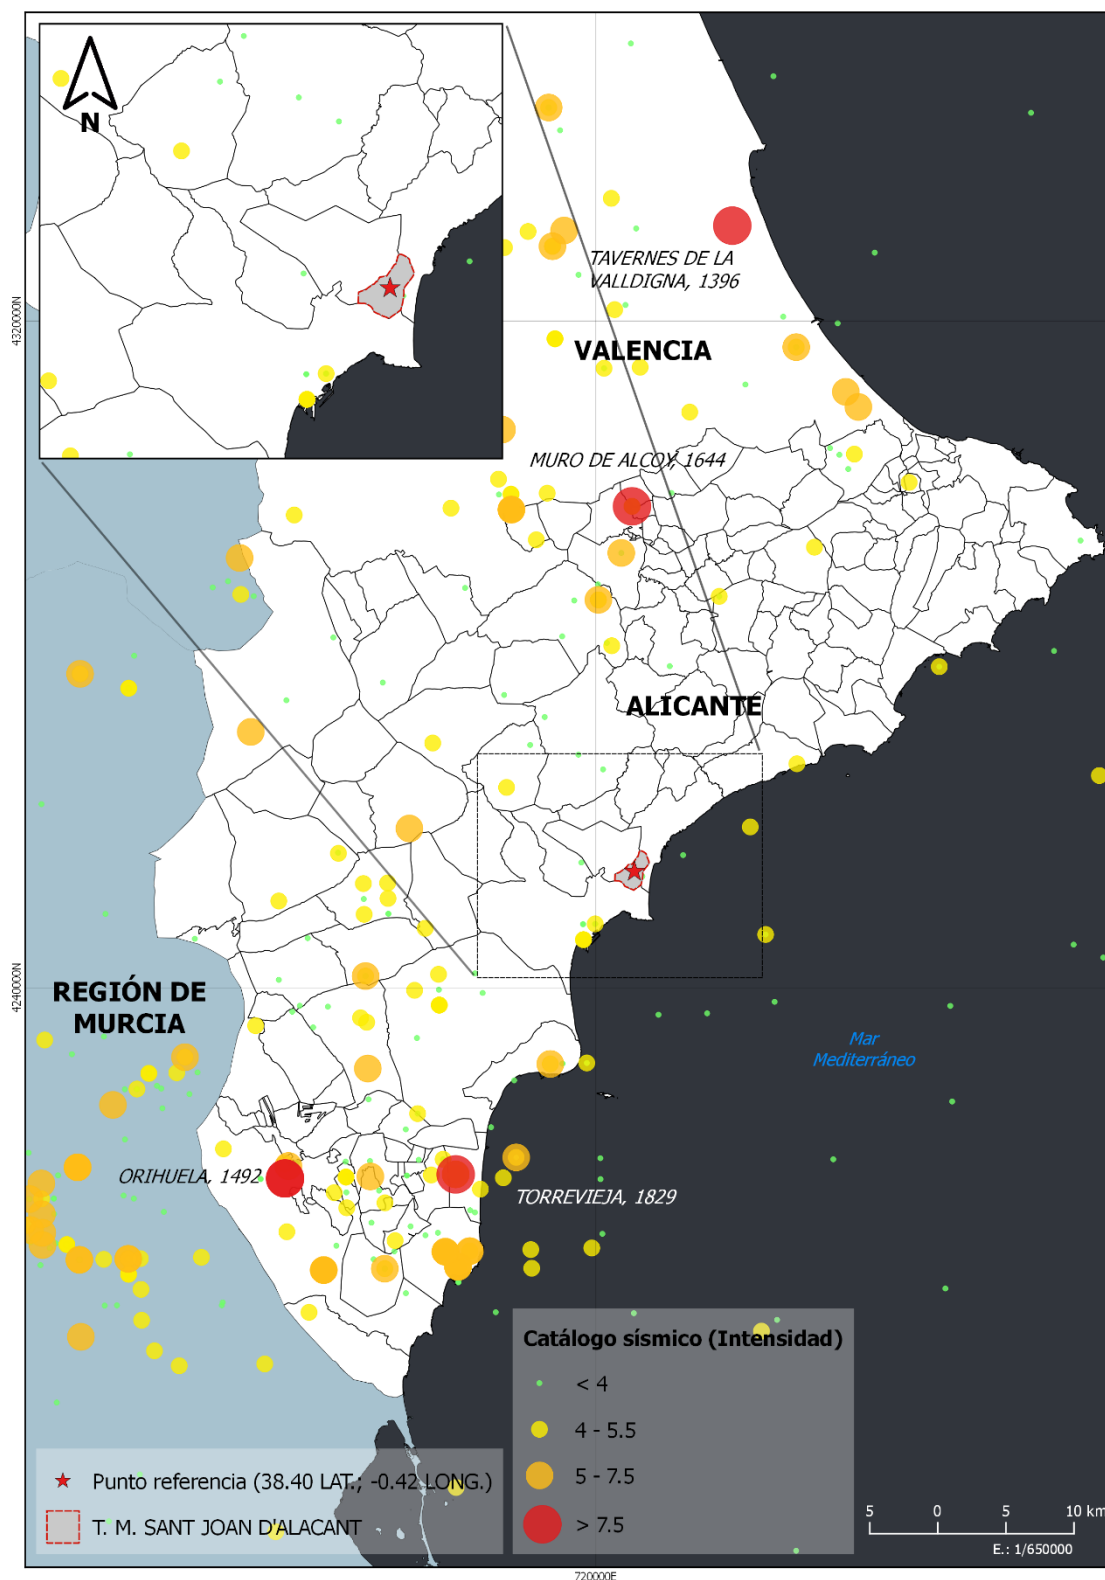 N
TAVERNES DE LA
VALLDIGNA, 1396
4320000N
VALENCIA
MURO DE ALCOY, 1644
ALICANTE
4240000N
REGIÓN DE
MURCIA
Mar
Mediterráneo
ORIHUELA, 1492
TORREVIEJA, 1829
Catálogo sísmico (Intensidad)
< 4
4 - 5.5
5 - 7.5
> 7.5
Punto referencia (38.40 LAT.; -0.42 LONG.)
T. M. SANT JOAN D'ALACANT
5 0 5 10 km
E.: 1/650000
720000E